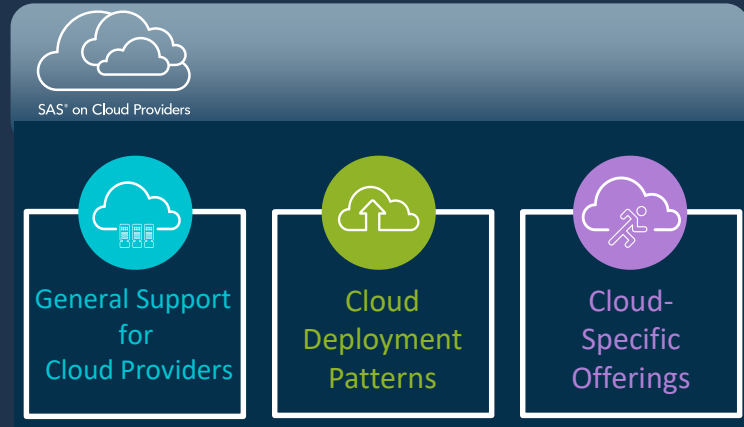 SAS® on Cloud Providers
General Support
for
Cloud Providers
Cloud
Deployment
Patterns
Cloud-
Specific
Offerings